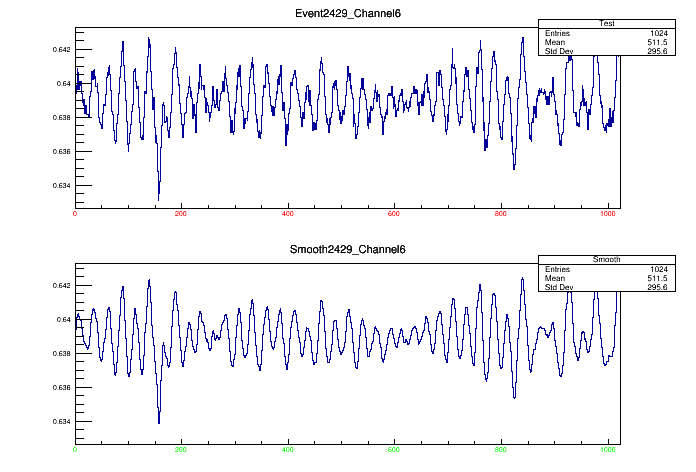 Event2429_Channel6
Test
Entries 1024
Mean 511.5
Std Dev 295.6
0.642
0.64
0.638
0.636
0.634
0 200 400 600 800 1000
Smooth2429_Channel6
Smooth
Entries 1024
Mean 511.5
Std Dev 295.6
0.642
0.64
0.638
0.636
0.634
0 200 400 600 800 1000